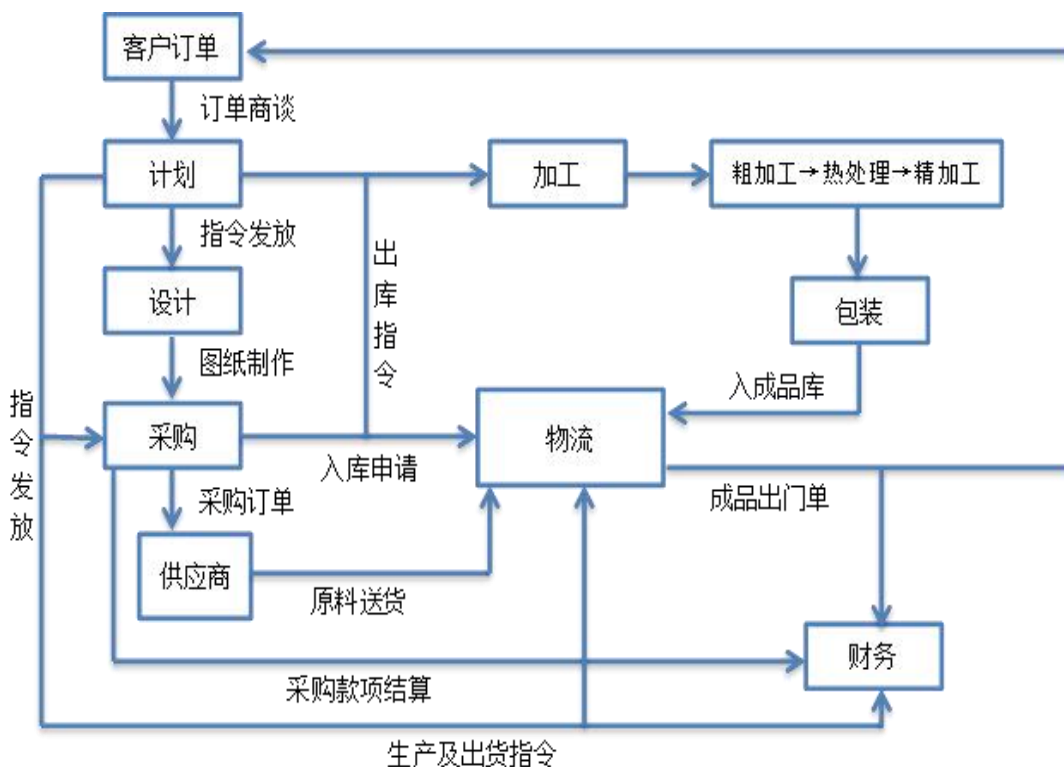 客户订单
订单商谈
计划
加工
粗加工→热处理→精加工
指令发放
出库指令
设计
包装
图纸制作
入成品库
指令发放
采购
物流
入库申请
采购订单
成品出门单
供应商
原料送货
财务
采购款项结算
生产及出货指令